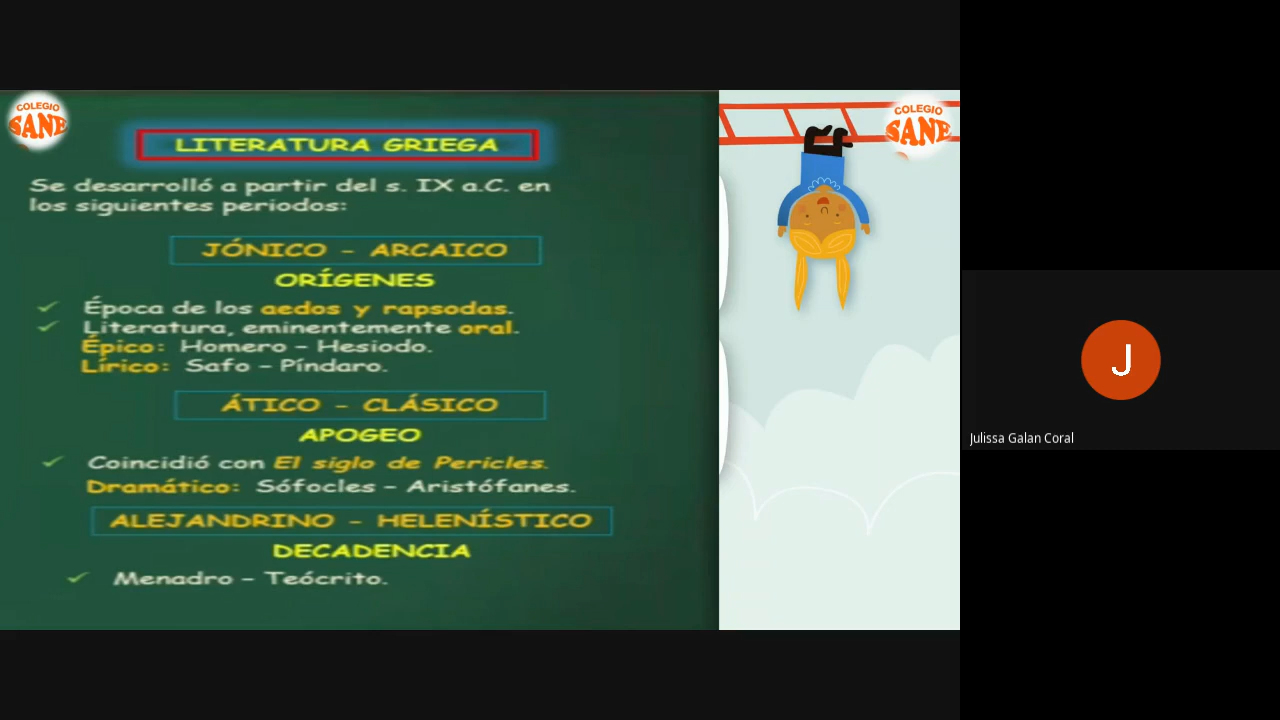 COLEGIO
SANE
LITERATURA GRIEGA
Se desarrolló a partir del s. IX a.C. en
los siguientes periodos:
JÓNICO - ARCAICO
ORÍGENES
✓ Época de los aedos y rapsodas.
✓ Literatura, eminentemente oral.
Épico: Homero - Hesiodo.
Lírico: Safo - Píndaro.
ÁTICO - CLÁSICO
APOGEO
✓ Coincidió con El siglo de Pericles.
Dramático: Sófocles - Aristófanes.
ALEJANDRINO - HELENÍSTICO
DECADENCIA
✓ Menadro - Teócrito.
COLEGIO
SANE
J
Julissa Galan Coral